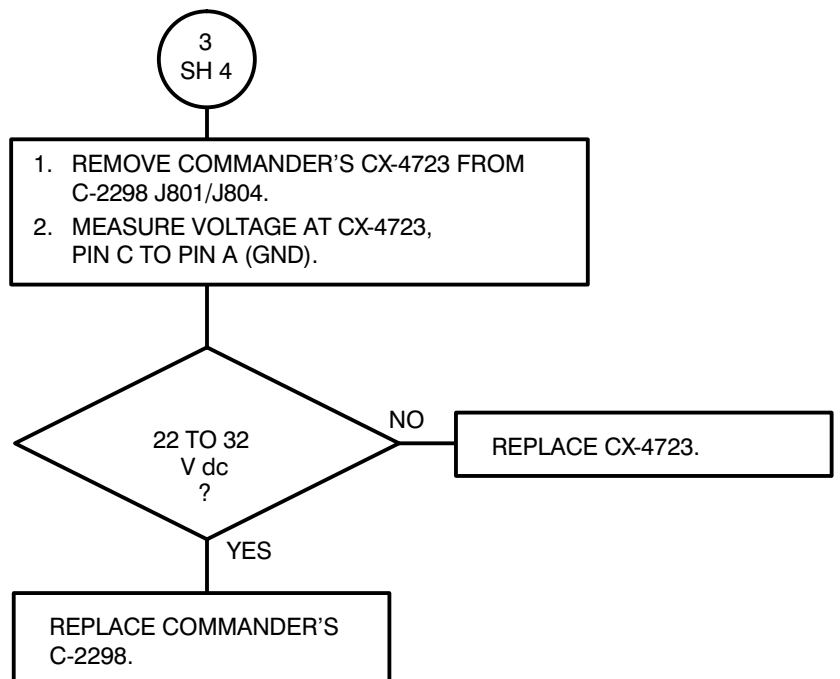 3
SH 4
1. REMOVE COMMANDER'S CX-4723 FROM
C-2298 J801/J804.
2. MEASURE VOLTAGE AT CX-4723,
PIN C TO PIN A (GND).
22 TO 32
V dc
?
NO
REPLACE CX-4723.
YES
REPLACE COMMANDER'S
C-2298.